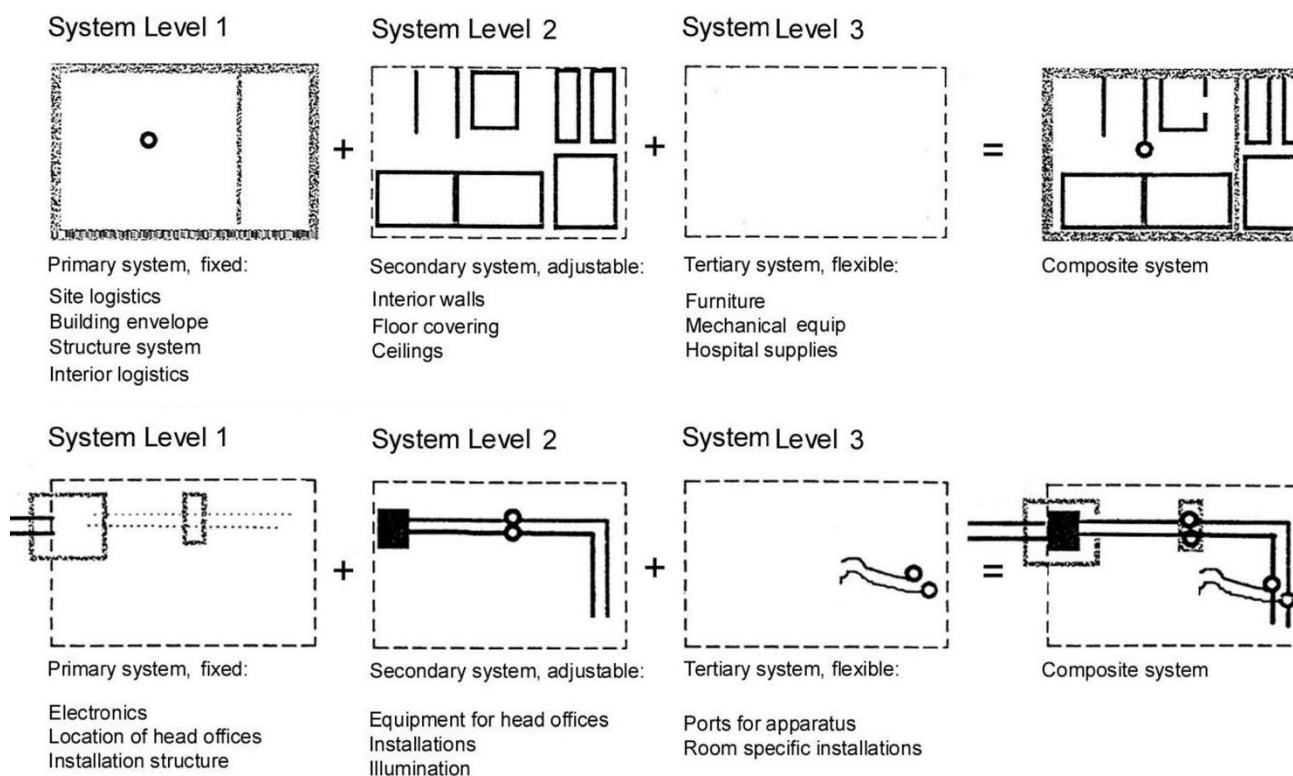 System Level 1
System Level 2
System Level 3
+
+
=
Primary system, fixed:
Site logistics
Building envelope
Structure system
Interior logistics
Secondary system, adjustable:
Interior walls
Floor covering
Ceilings
Tertiary system, flexible:
Furniture
Mechanical equip
Hospital supplies
Composite system
System Level 1
System Level 2
System Level 3
+
+
=
Primary system, fixed:
Electronics
Location of head offices
Installation structure
Secondary system, adjustable:
Equipment for head offices
Installations
Illumination
Tertiary system, flexible:
Ports for apparatus
Room specific installations
Composite system